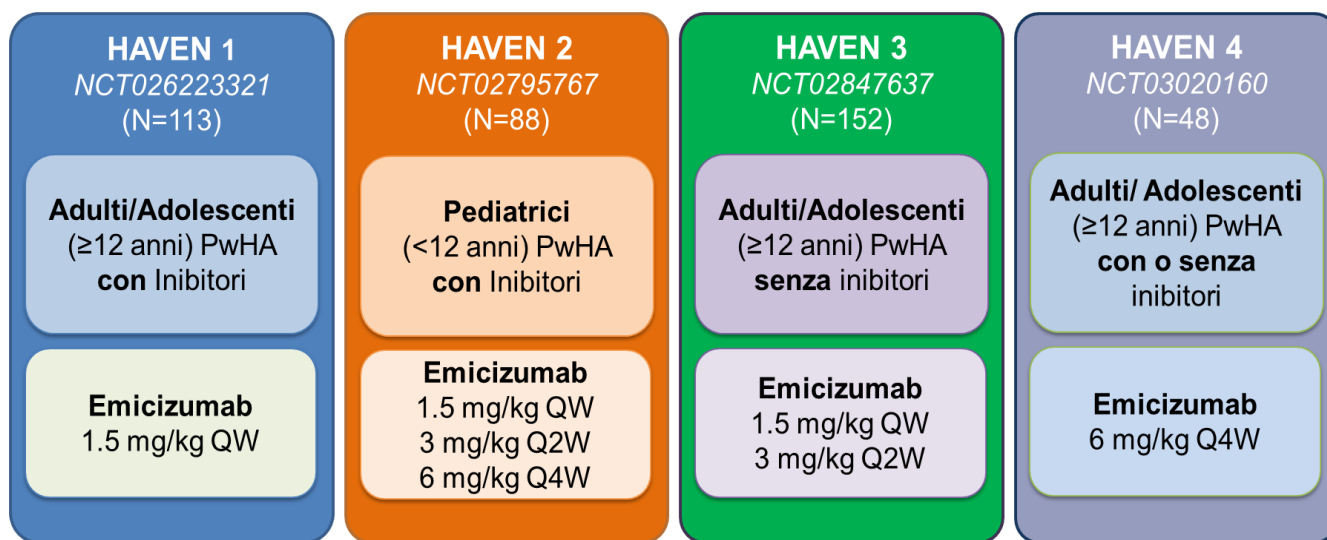 HAVEN 1
NCT026223321
(N=113)
Adulti/Adolescenti
(≥12 anni) PwHA
con Inibitori
Emicizumab
1.5 mg/kg QW
HAVEN 2
NCT02795767
(N=88)
Pediatrici
(<12 anni) PwHA
con Inibitori
Emicizumab
1.5 mg/kg QW
3 mg/kg Q2W
6 mg/kg Q4W
HAVEN 3
NCT02847637
(N=152)
Adulti/Adolescenti
(≥12 anni) PwHA
senza inibitori
Emicizumab
1.5 mg/kg QW
3 mg/kg Q2W
HAVEN 4
NCT03020160
(N=48)
Adulti/ Adolescenti
(≥12 anni) PwHA
con o senza
inibitori
Emicizumab
6 mg/kg Q4W